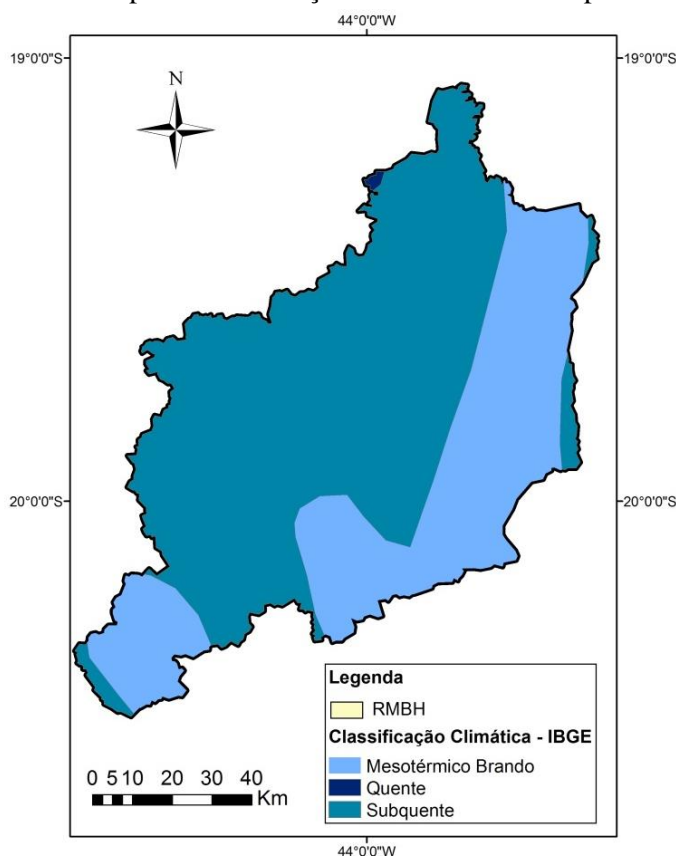 44°0'0"W
19°0'0"S
19°0'0"S
N
20°0'0"S
20°0'0"S
Legenda
RMBH
Classificação Climática - IBGE
Mesotérmico Brando
Quente
Subquente
0 5 10 20 30 40
Km
44°0'0"W